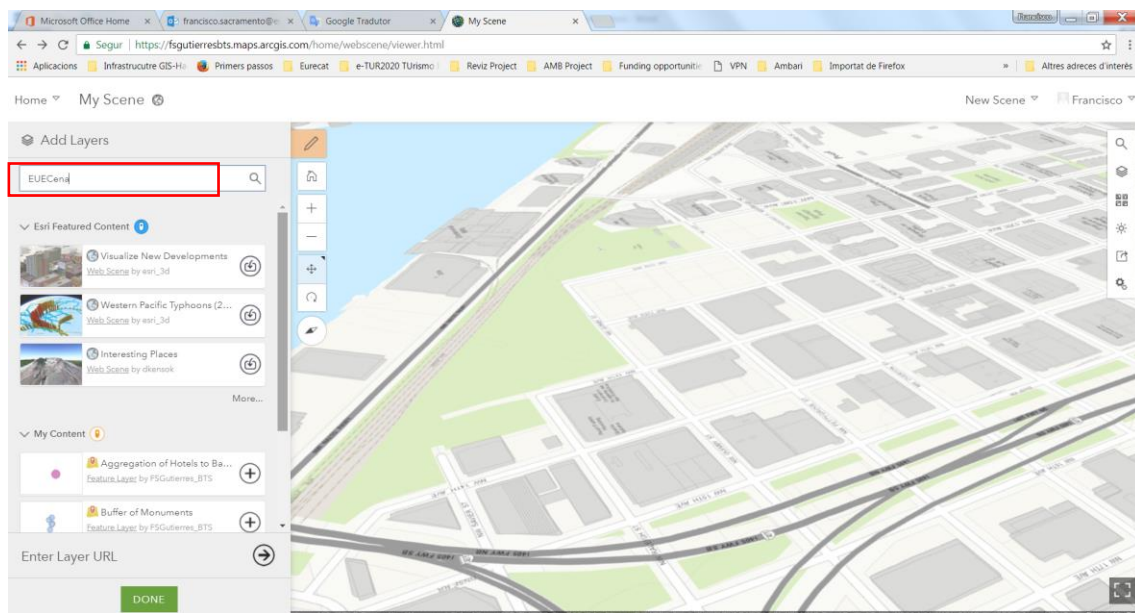 Microsoft Office Home
francisco.sacramento@e
Google Tradutor
My Scene
Segur
https://fsgutierresbts.maps.arcgis.com/home/webscene/viewer.html
Aplicacions
Infrastrucutre GIS-Ha
Primers passos
Eurecat
e-TUR2020 TUrismo
Reviz Project
AMB Project
Funding opportunitie
VPN
Ambari
Importat de Firefox
»
Altres adreces d'interès
Home
My Scene
New Scene
Francisco
Add Layers
EUECena
Esri Featured Content
Visualize New Developments
Web Scene by esri_3d
Western Pacific Typhoons (2...
Web Scene by esri_3d
Interesting Places
Web Scene by dkensok
More...
My Content
Aggregation of Hotels to Ba...
Feature Layer by FSGutierres_BTS
Buffer of Monuments
Feature Layer by FSGutierres_BTS
Enter Layer URL
DONE